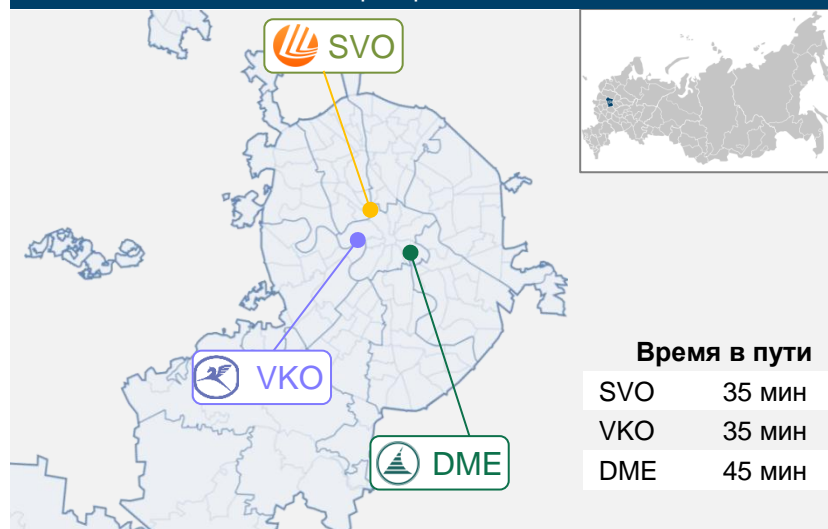 SVO
VKO
DME
Время в пути
SVO 35 мин
VKO 35 мин
DME 45 мин